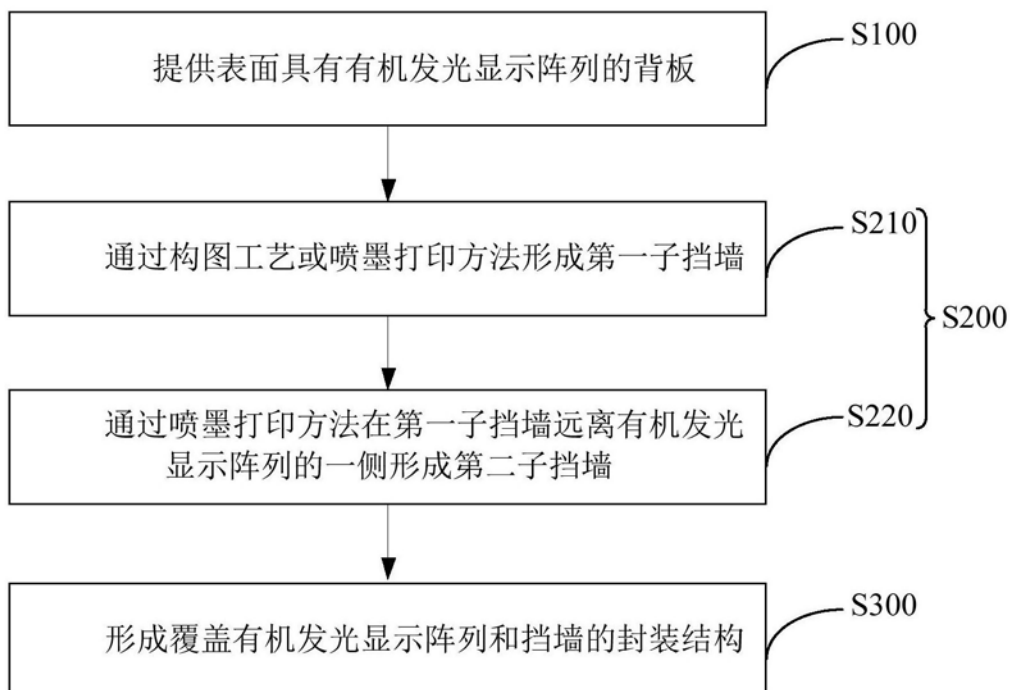 提供表面具有有机发光显示阵列的背板
S100
通过构图工艺或喷墨打印方法形成第一子挡墙
S210
S200
通过喷墨打印方法在第一子挡墙远离有机发光
显示阵列的一侧形成第二子挡墙
S220
形成覆盖有机发光显示阵列和挡墙的封装结构
S300